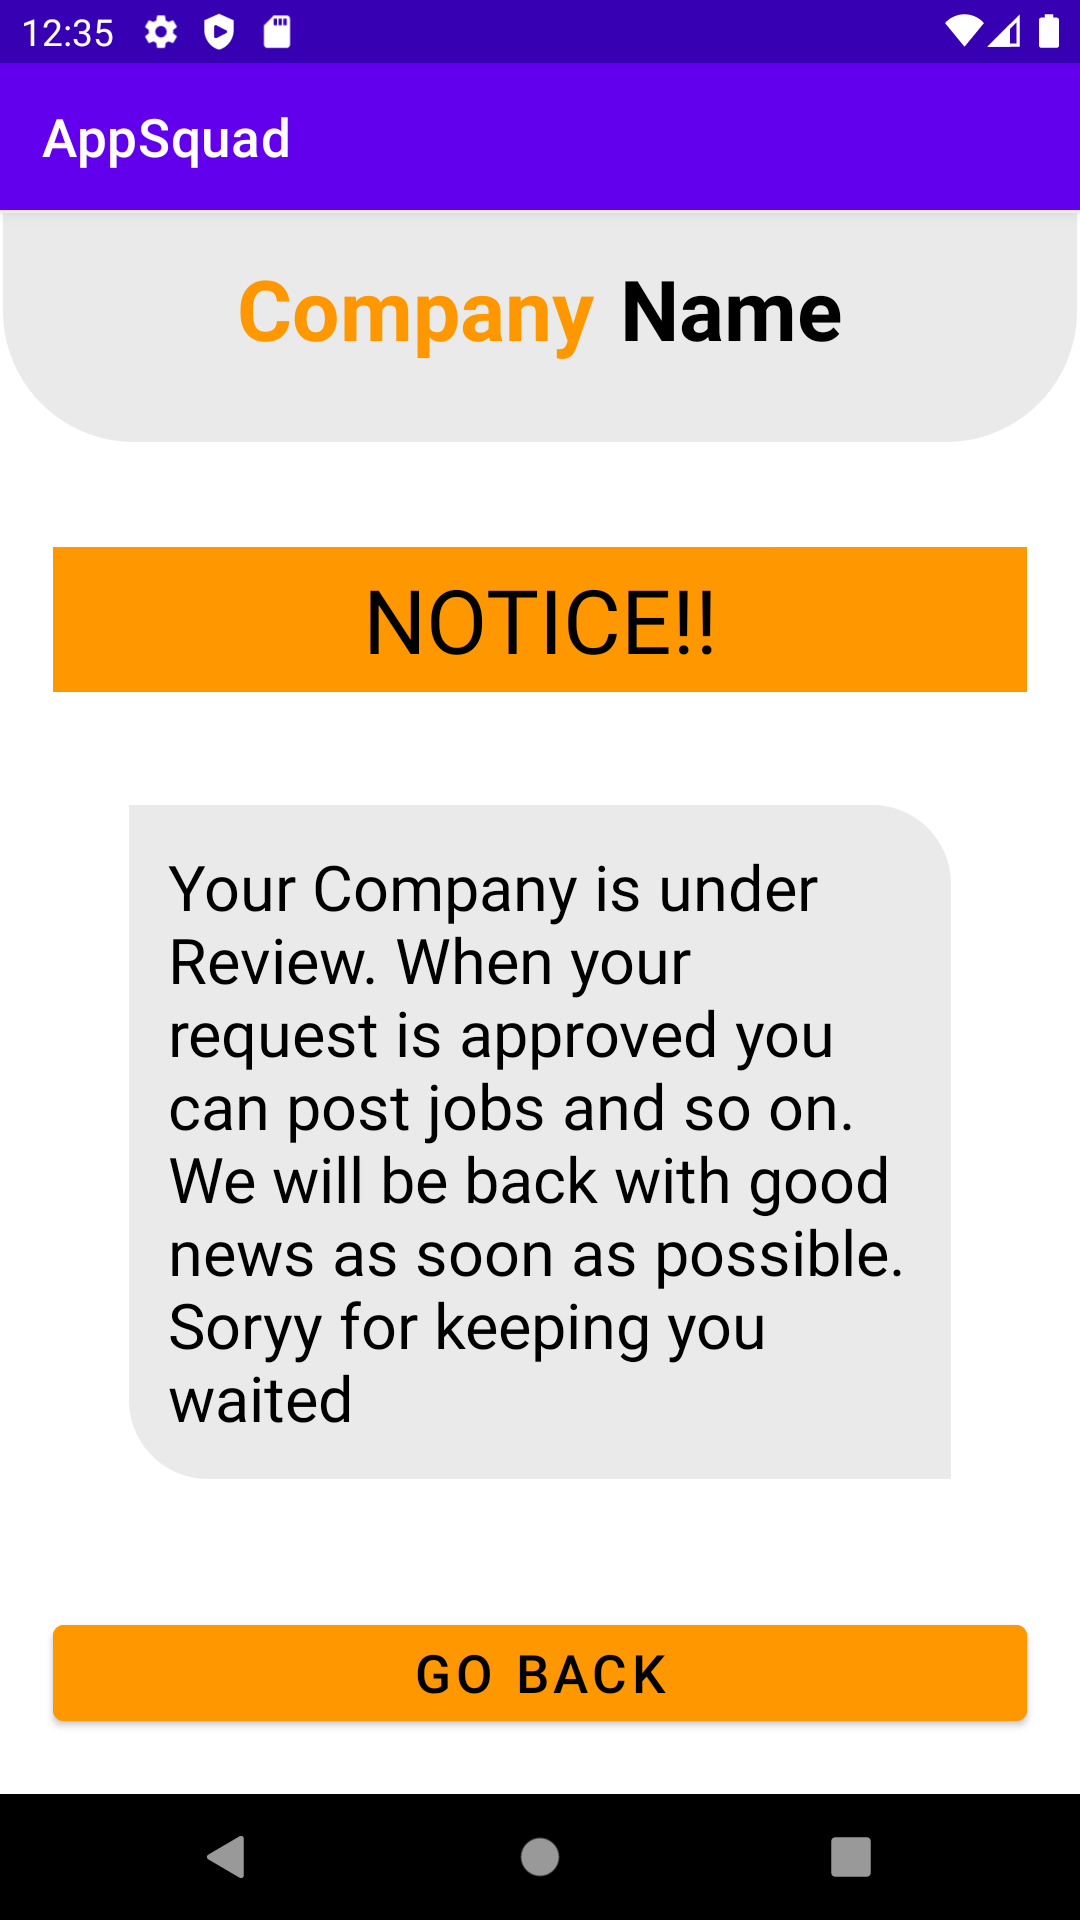 12:35
AppSquad
Company Name
NOTICE!!
Your Company is under
Review. When your
request is approved you
can post jobs and so on.
We will be back with good
news as soon as possible.
Soryy for keeping you
waited
GO BACK